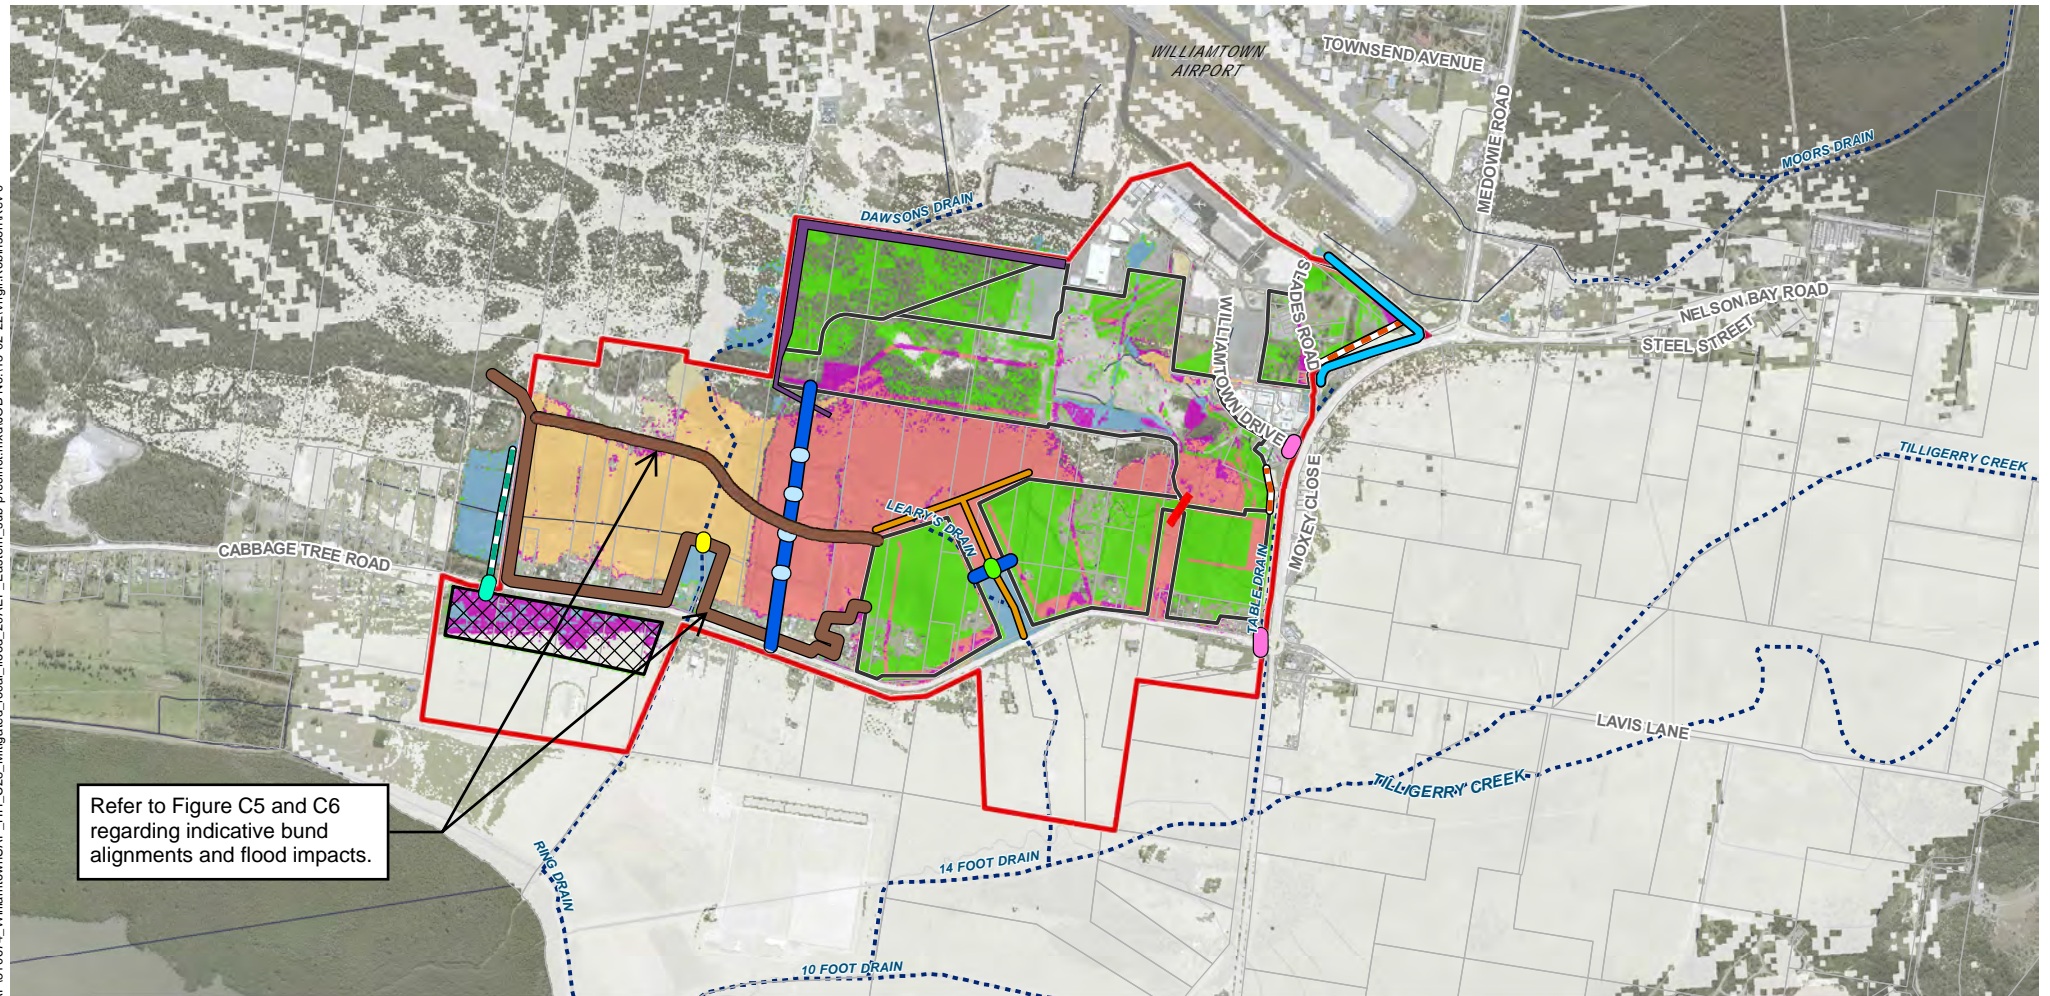 WILLIAMTOWN
AIRPORT
TOWNSEND AVENUE
MEDOWIE ROAD
MOORS DRAIN
DAWSONS DRAIN
SLADES ROAD
NELSON BAY ROAD
STEEL STREET
WILLIAMTOWN DRIVE
TILLIGERRY CREEK
LEARY'S DRAIN
MOXEY CLOSE
CABBAGE TREE ROAD
TABLE DRAIN
LAVIS LANE
TILLIGERRY CREEK
Refer to Figure C5 and C6
regarding indicative bund
alignments and flood impacts.
RING DRAIN
14 FOOT DRAIN
10 FOOT DRAIN